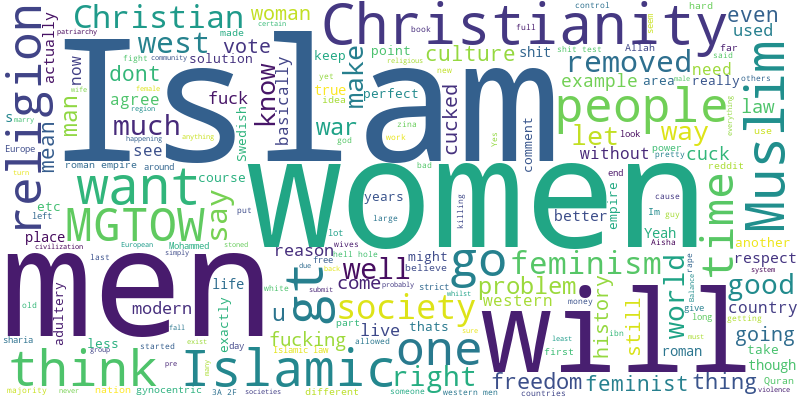 Islam
women
men
will
Christianity
people
Islamic
think
religion
Muslim
want
MGTOW
one
society
Christian
west
much
know
make
culture
removed
go
feminism
way
let
time
well
gt
right
good
world
feminist
freedom
problem
thing
say
man
vote
dont
agree
fuck
war
cucked
cuck
even
used
woman
now
actually
mean
solution
basically
Swedish
keep
point
shit
perfect
true
idea
example
area
need
really
law
without
see
course
etc
place
modern
adultery
less
life
exactly
fucking
live
come
reason
u
might
believe
better
empire
history
still
western
roman
going
take
though
country
respect
another
Yeah
Im
reddit
power
comment
years
large
killing
cause
end
look
guy
pretty
shit test
Allah
far
said
seem
control
hard
book
full
religious
new
yet
fight
community
certain
made
patriarchy
wife
female
region
marry
s
Europe
happening
anything
roman empire
around
work
god
zina
Yes
bad
male
others
everything
use
turn
left
civilization
European
Mohammed
simply
stoned
put
lot
wives
hell hole
free
due
back
white
submit
probably
strict
whilst
last
old
fall
sharia
group
started
exist
many
day
part
thats
allowed
Islamic law
pre
majority
never
nation
gynocentric
3A 2F
societies
different
someone
western men
countries
money
least
first
ibn
long
give
Balance
rape
Aisha
system
getting
must
Quran
violence
sure